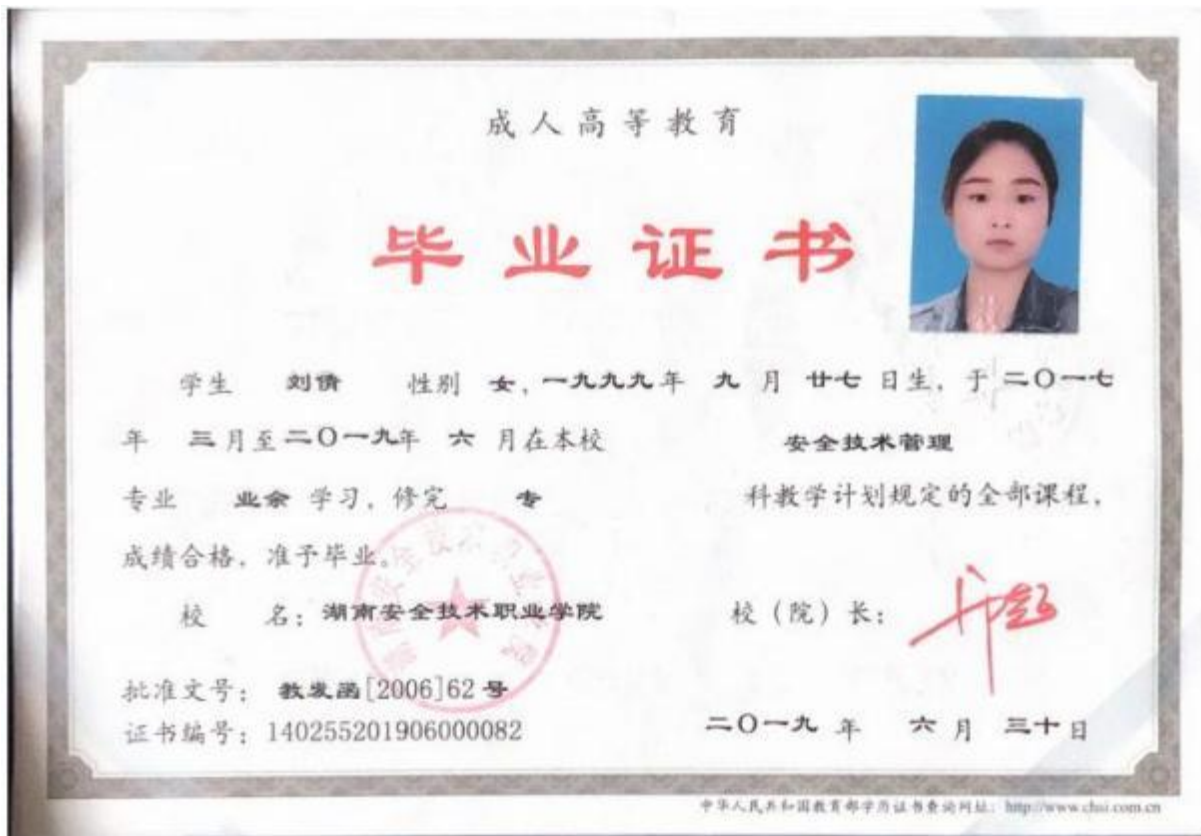 成人高等教育
毕业证书
学生 刘倩 性别 女，一九九九年 九 月 廿七 日生，于 二〇一七
年 三月至二〇一九年 六 月在本校 安全技术管理
专业 业余 学习，修完 专 科教学计划规定的全部课程，
成绩合格，准予毕业。
校 名：湖南安全技术职业学院 校（院）长：
批准文号： 教发函[2006]62 号
证书编号：140255201906000082 二〇一九 年 六 月 三十 日
中华人民共和国教育部学历证书查询网址：http://www.chsi.com.cn